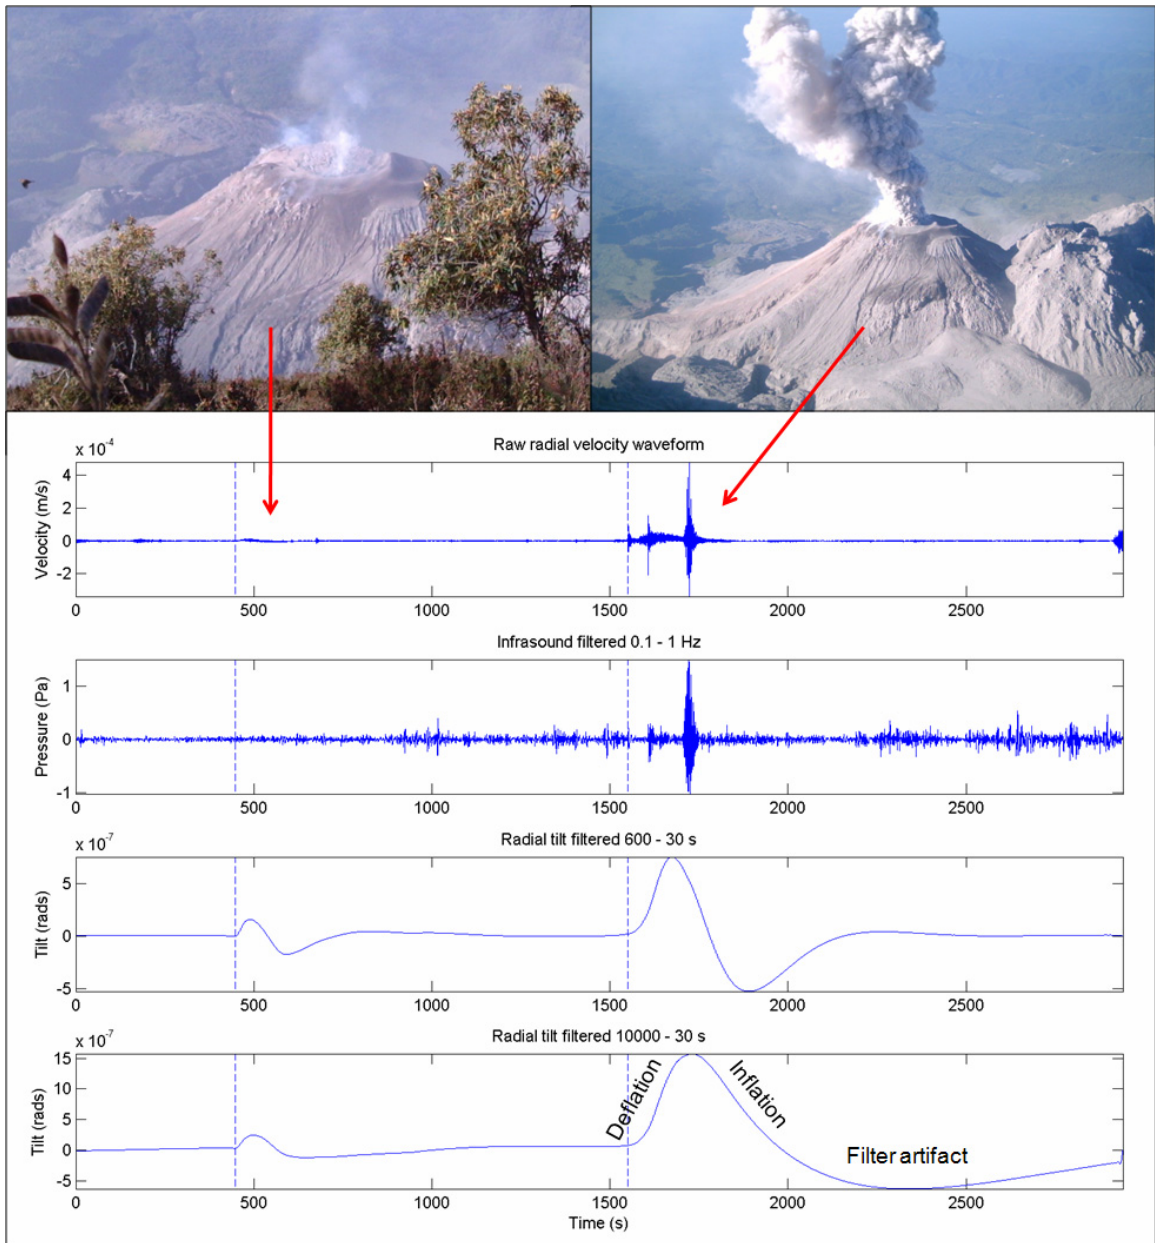 Raw radial velocity waveform
x 10-4
Velocity (m/s)
4
2
0
-2
0 500 1000 1500 2000 2500
Infrasound filtered 0.1 - 1 Hz
Pressure (Pa)
1
0
-1
0 500 1000 1500 2000 2500
Radial tilt filtered 600 - 30 s
x 10-7
Tilt (rads)
5
0
-5
0 500 1000 1500 2000 2500
Radial tilt filtered 10000 - 30 s
x 10-7
Tilt (rads)
15
10
5
0
-5
Deflation
Inflation
Filter artifact
0 500 1000 1500 2000 2500
Time (s)